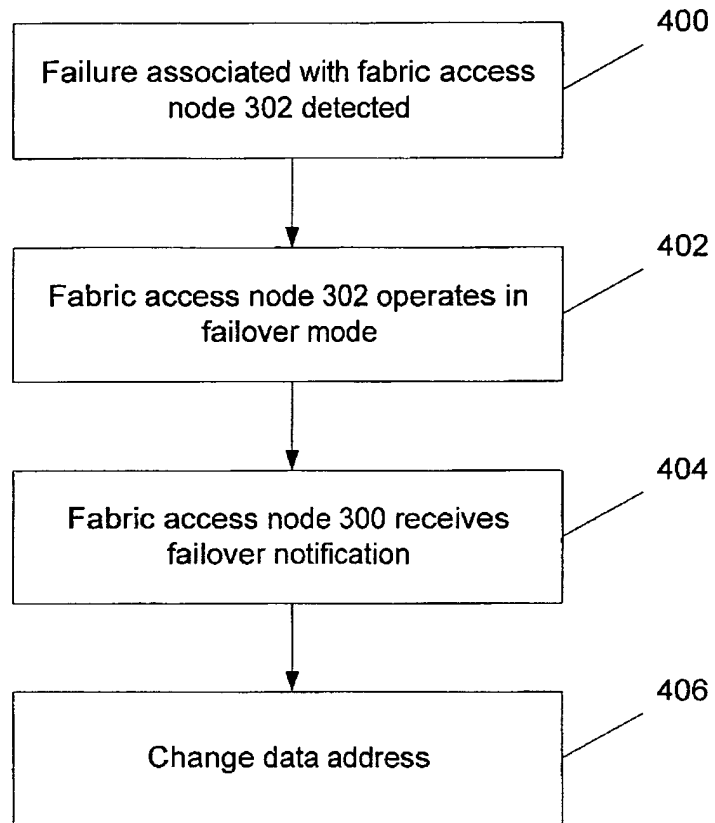 400
Failure associated with fabric access
node 302 detected
402
Fabric access node 302 operates in
failover mode
404
Fabric access node 300 receives
failover notification
406
Change data address